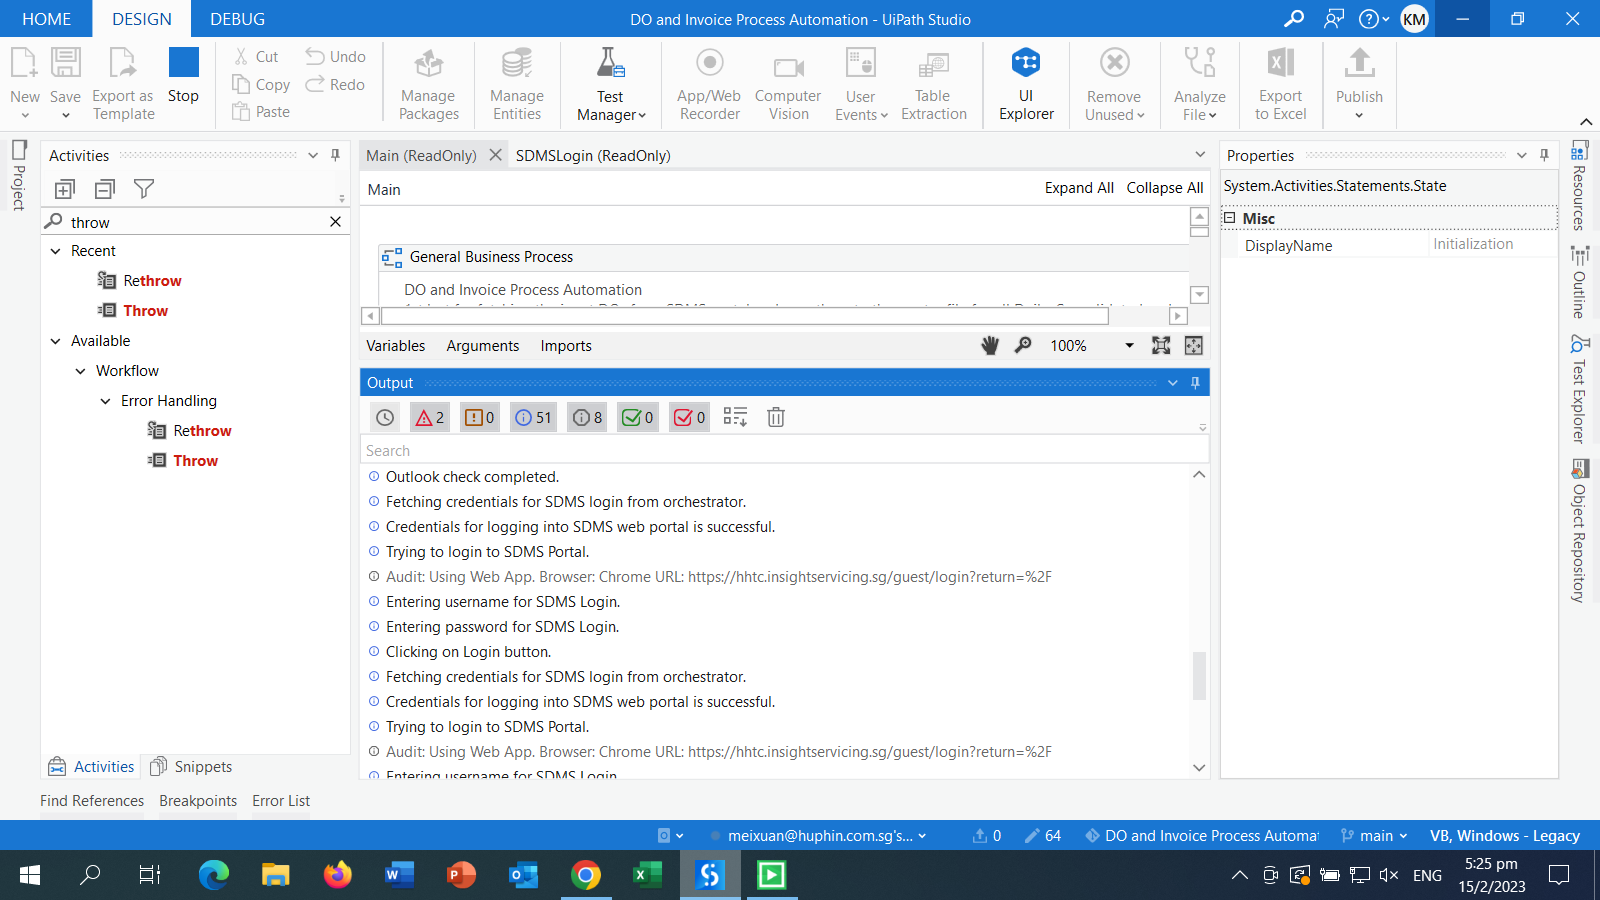 HOME
DESIGN
DEBUG
DO and Invoice Process Automation - UiPath Studio
KM
New
Save
Export as Template
Stop
Cut
Copy
Paste
Undo
Redo
Manage Packages
Manage Entities
Test Manager
App/Web Recorder
Computer Vision
User Events
Table Extraction
UI Explorer
Remove Unused
Analyze File
Export to Excel
Publish
Project
Activities
throw
Recent
Rethrow
Throw
Available
Workflow
Error Handling
Rethrow
Throw
Activities
Snippets
Main (ReadOnly)
SDMSLogin (ReadOnly)
Main
Expand All
Collapse All
General Business Process
DO and Invoice Process Automation
Variables
Arguments
Imports
100%
Output
2
0
51
8
0
0
Search
Outlook check completed.
Fetching credentials for SDMS login from orchestrator.
Credentials for logging into SDMS web portal is successful.
Trying to login to SDMS Portal.
Audit: Using Web App. Browser: Chrome URL: https://hhtc.insightservicing.sg/guest/login?return=%2F
Entering username for SDMS Login.
Entering password for SDMS Login.
Clicking on Login button.
Fetching credentials for SDMS login from orchestrator.
Credentials for logging into SDMS web portal is successful.
Trying to login to SDMS Portal.
Audit: Using Web App. Browser: Chrome URL: https://hhtc.insightservicing.sg/guest/login?return=%2F
Entering username for SDMS Login.
Properties
System.Activities.Statements.State
Misc
DisplayName
Initialization
Resources
Outline
Test Explorer
Object Repository
Find References
Breakpoints
Error List
meixuan@huphin.com.sg's...
0
64
DO and Invoice Process Automat
main
VB, Windows - Legacy
ENG
5:25 pm
15/2/2023